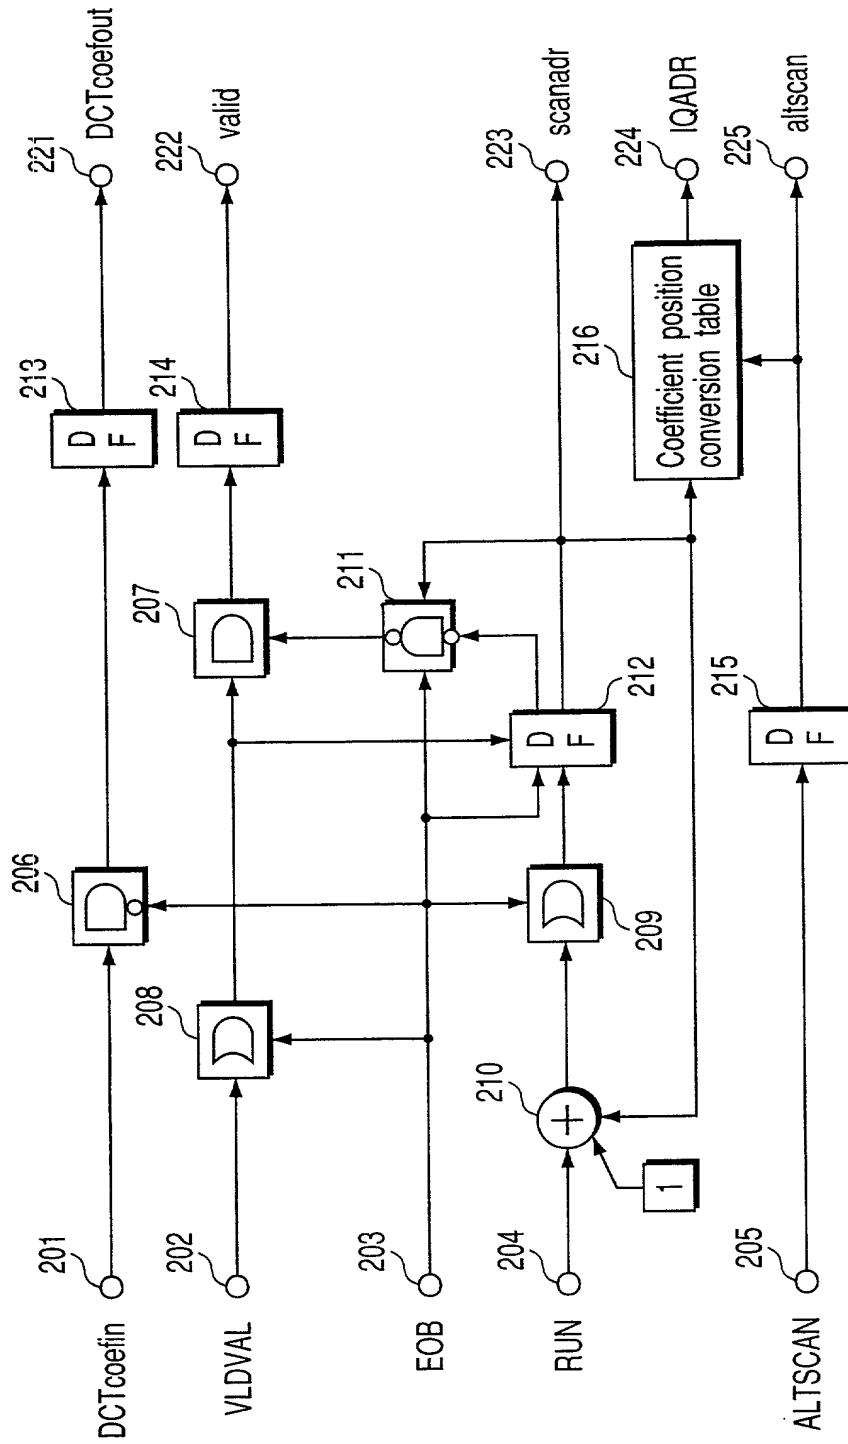 DCTcoefin
201
206
213
221
DCTcoefout
VLDVAL
202
208
207
214
222
valid
EOB
203
211
RUN
204
210
1
209
212
223
scanadr
216
Coefficient position
conversion table
224
IQADR
ALTSCAN
205
215
225
altscan
D
F
D
F
D
F
D
F